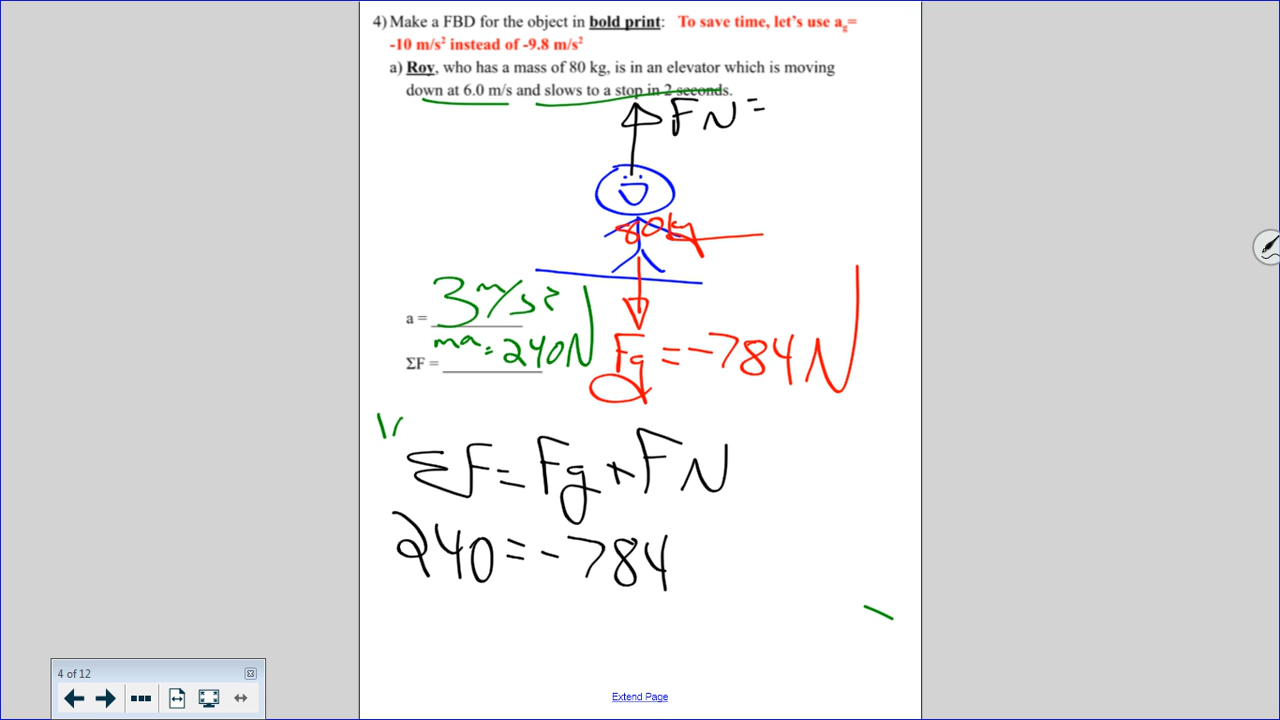 4) Make a FBD for the object in bold print: To save time, let's use a_g=
-10 m/s² instead of -9.8 m/s²
a) Roy, who has a mass of 80 kg, is in an elevator which is moving
down at 6.0 m/s and slows to a stop in 2 seconds.
FN =
80kg
a = 3 m/s²
ΣF = ma = 240N
Fg = -784 N
ΣF = Fg + FN
240 = -784
4 of 12
Extend Page